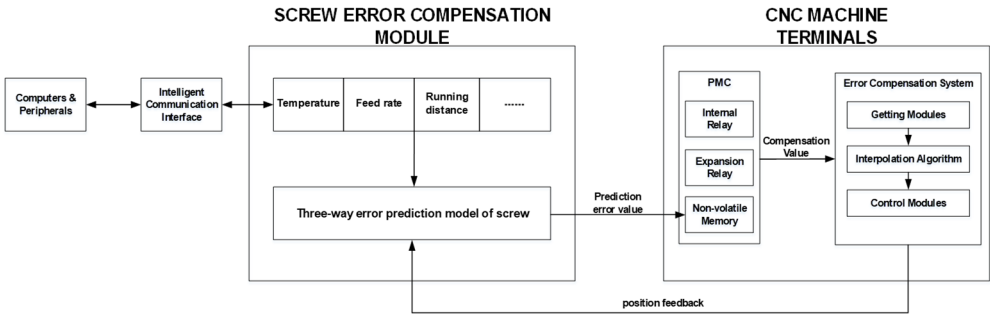 SCREW ERROR COMPENSATION
MODULE
CNC MACHINE
TERMINALS
Computers &
Peripherals
Intelligent
Communication
Interface
Temperature
Feed rate
Running
distance
------
Three-way error prediction model of screw
Prediction
error value
PMC
Internal
Relay
Expansion
Relay
Non-volatile
Memory
Compensation
Value
Error Compensation System
Getting Modules
Interpolation Algorithm
Control Modules
position feedback